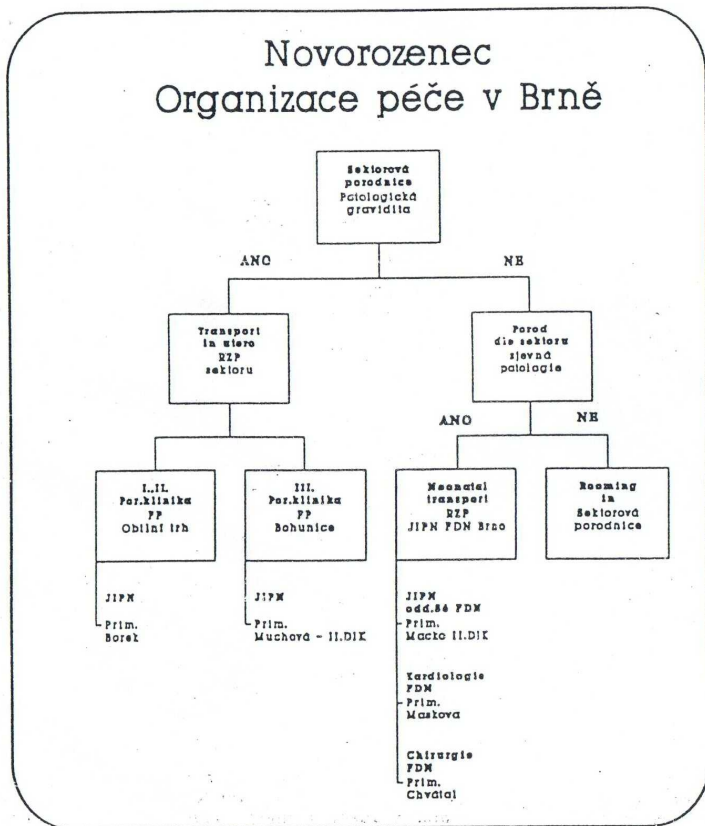 Novorozenec
Organizace péče v Brně
Sektorová
porodnice
Patologická
gravidita
ANO
NE
Transport
in utero
RZP
sektoru
Porod
dle sektoru
zjevná
patologie
ANO
NE
I.,II.
Por.klinika
FP
Obilní trh
III.
Por.klinika
FP
Bohunice
Neonatal
transport
RZP
JIPN FDN Brno
Rooming
in
Sektorová
porodnice
JIPN
Prim.
Borek
JIPN
Prim.
Muchová - II.DIK
JIPN
FDN
Prim.
Macko II.DIK
Kardiologie
FDN
Prim.
Maskova
Chirurgie
FDN
Prim.
Chvátal